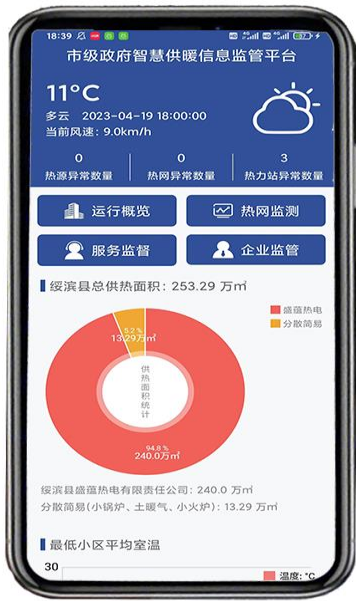 18:39
市级政府智慧供暖信息监管平台
11°C
多云 2023-04-19 18:00:00
当前风速：9.0km/h
0 0 3
热源异常数量 热网异常数量 热力站异常数量
运行概览 热网监测
服务监督 企业监管
绥滨县总供热面积：253.29 万㎡
盛蕴热电
分散简易
5.2 %
13.29万㎡
供热面积统计
94.8 %
240.0万㎡
绥滨县盛蕴热电有限责任公司：240.0 万㎡
分散简易(小锅炉、土暖气、小火炉)：13.29 万㎡
最低小区平均室温
30
温度: °C